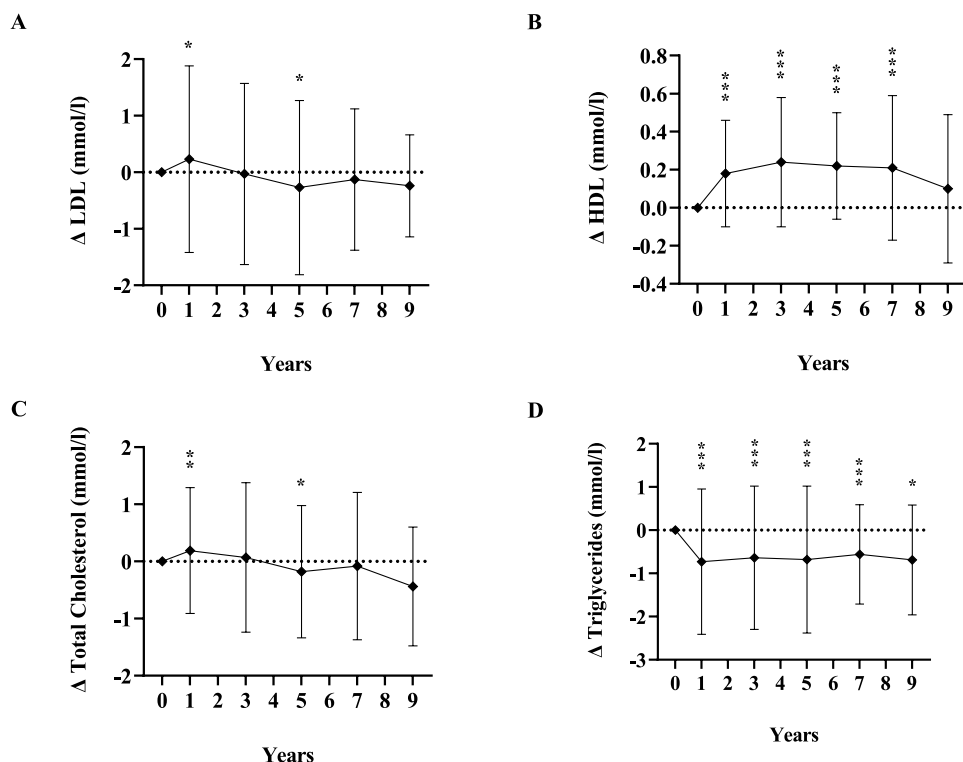 A
Δ LDL (mmol/l)
2
1
0
-1
-2
*
*
0 1 2 3 4 5 6 7 8 9
Years
B
Δ HDL (mmol/l)
0.8
0.6
0.4
0.2
0.0
-0.2
-0.4
***
***
***
***
0 1 2 3 4 5 6 7 8 9
Years
C
Δ Total Cholesterol (mmol/l)
2
1
0
-1
-2
**
*
0 1 2 3 4 5 6 7 8 9
Years
D
Δ Triglycerides (mmol/l)
2
1
0
-1
-2
-3
***
***
***
***
*
0 1 2 3 4 5 6 7 8 9
Years